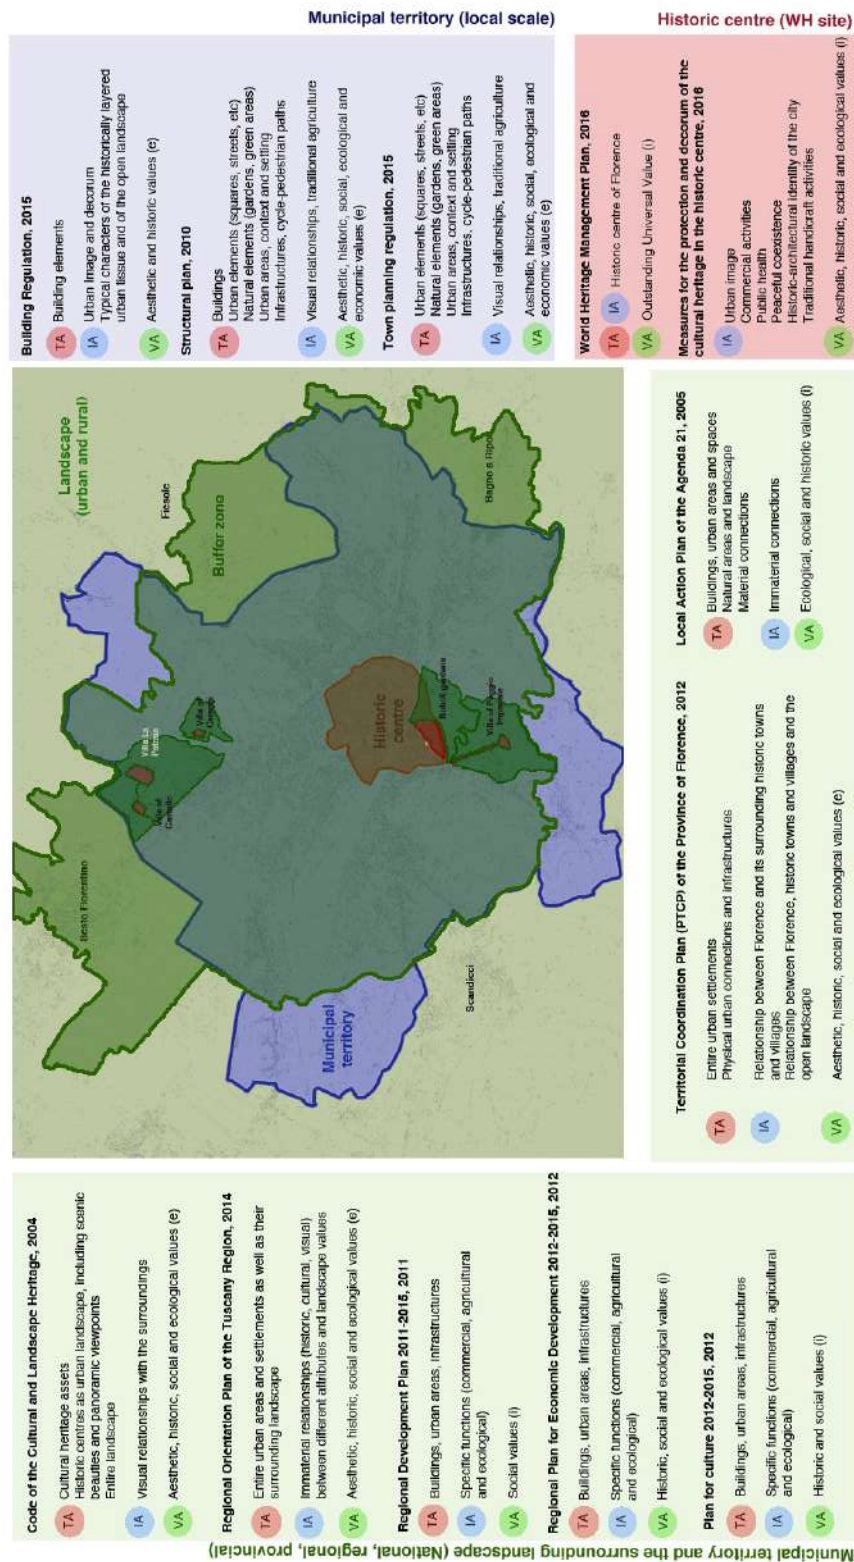 Municipal territory and the surrounding landscape (National, regional, provincial)
Code of the Cultural and Landscape Heritage, 2004
TA
Cultural heritage assets
Historic centres as urban landscape, including scenic
beauties and panoramic viewpoints
Entire landscape
IA
Visual relationships with the surroundings
VA
Aesthetic, historic, social and ecological values (e)
Regional Orientation Plan of the Tuscany Region, 2014
TA
Entire urban areas and settlements as well as their
surrounding landscape
IA
Immaterial relationships (historic, cultural, visual)
between different attributes and landscape values
VA
Aesthetic, historic, social and ecological values (e)
Regional Development Plan 2011-2015, 2011
TA
Buildings, urban areas, infrastructures
IA
Specific functions (commercial, agricultural
and ecological)
VA
Social values (i)
Regional Plan for Economic Development 2012-2015, 2012
TA
Buildings, urban areas, infrastructures
IA
Specific functions (commercial, agricultural
and ecological)
VA
Historic, social and ecological values (i)
Plan for culture 2012-2015, 2012
TA
Buildings, urban areas, infrastructures
IA
Specific functions (commercial, agricultural
and ecological)
VA
Historic and social values (i)
Landscape
(urban and rural)
Fiesole
Buffer zone
Bagno a Ripoli
Sesto Fiorentino
Villa La
Petraia
Villa of
Careggi
Villa of
Castello
Historic
centre
Boboli gardens
Villa of Poggio
Imperiale
Municipal
territory
Scandicci
Territorial Coordination Plan (PTCP) of the Province of Florence, 2012
TA
Entire urban settlements
Physical urban connections and infrastructures
IA
Relationship between Florence and its surrounding historic towns
and villages
Relationship between Florence, historic towns and villages and the
open landscape
VA
Aesthetic, historic, social and ecological values (e)
Local Action Plan of the Agenda 21, 2005
TA
Buildings, urban areas and spaces
Natural areas and landscape
Material connections
IA
Immaterial connections
VA
Ecological, social and historic values (i)
Municipal territory (local scale)
Building Regulation, 2015
TA
Building elements
IA
Urban Image and decorum
Typical characters of the historically layered
urban tissue and of the open landscape
VA
Aesthetic and historic values (e)
Structural plan, 2010
TA
Buildings
Urban elements (squares, streets, etc)
Natural elements (gardens, green areas)
Urban areas, context and setting
Infrastructures, cycle-pedestrian paths
IA
Visual relationships, traditional agriculture
VA
Aesthetic, historic, social, ecological and
economic values (e)
Town planning regulation, 2015
TA
Urban elements (squares, streets, etc)
Natural elements (gardens, green areas)
Urban areas, context and setting
Infrastructures, cycle-pedestrian paths
IA
Visual relationships, traditional agriculture
VA
Aesthetic, historic, social, ecological and
economic values (e)
Historic centre (WH site)
World Heritage Management Plan, 2016
TA
IA
Historic centre of Florence
VA
Outstanding Universal Value (i)
Measures for the protection and decorum of the
cultural heritage in the historic centre, 2016
IA
Urban image
Commercial activities
Public health
Peaceful coexistence
Historic-architectural identity of the city
Traditional handicraft activities
VA
Aesthetic, historic, social and ecological values (i)